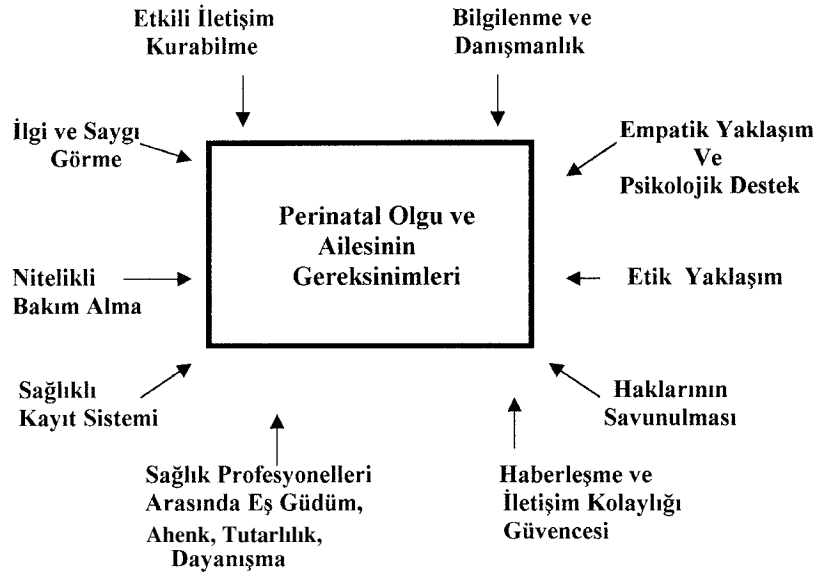 Etkili İletişim
Kurabilme
Bilgilenme ve
Danışmanlık
İlgi ve Saygı
Görme
Empatik Yaklaşım
Ve
Psikolojik Destek
Perinatal Olgu ve
Ailesinin
Gereksinimleri
Nitelikli
Bakım Alma
Etik Yaklaşım
Sağlıklı
Kayıt Sistemi
Haklarının
Savunulması
Sağlık Profesyonelleri
Arasında Eş Güdüm,
Ahenk, Tutarlılık,
Dayanışma
Haberleşme ve
İletişim Kolaylığı
Güvencesi